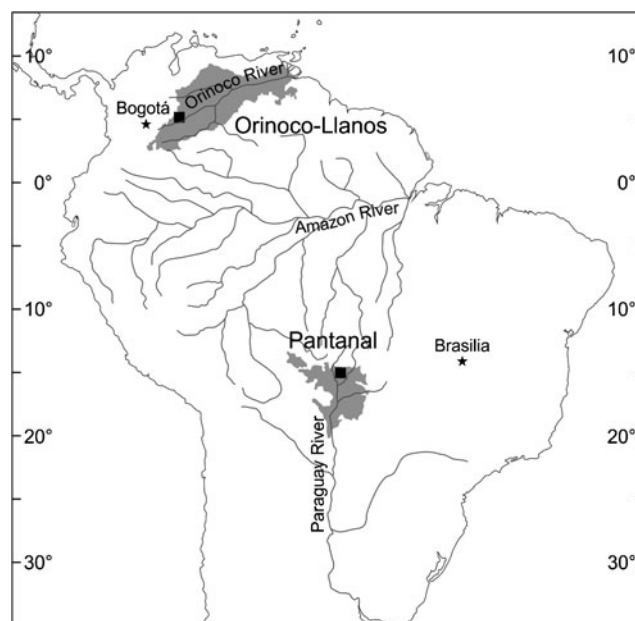 10°
10°
Bogotá
Orinoco River
Orinoco-Llanos
0°
0°
Amazon River
10°
10°
Pantanal
Brasilia
20°
20°
Paraguay River
30°
30°